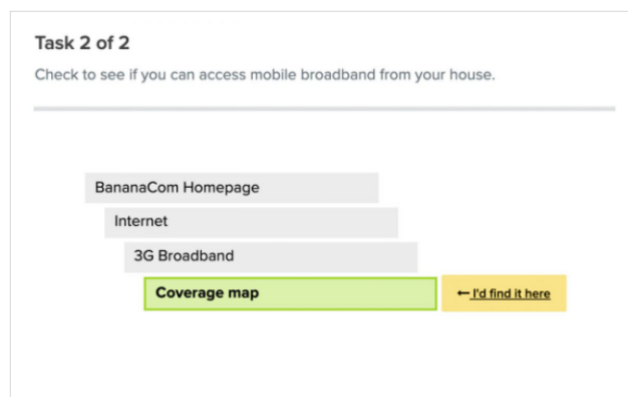 Task 2 of 2
Check to see if you can access mobile broadband from your house.
BananaCom Homepage
Internet
3G Broadband
Coverage map
← I'd find it here